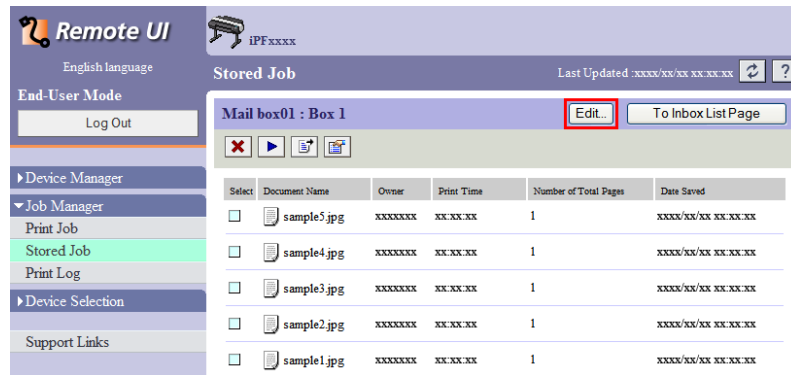 Remote UI
English language
End-User Mode
Log Out
Device Manager
Job Manager
Print Job
Stored Job
Print Log
Device Selection
Support Links
iPFxxxx
Stored Job
Last Updated :xxxx/xx/xx xx:xx:xx
?
Mail box01 : Box 1
Edit...
To Inbox List Page
Select Document Name Owner Print Time Number of Total Pages Date Saved
sample5.jpg xxxxxxx xx:xx:xx 1 xxxx/xx/xx xx:xx:xx
sample4.jpg xxxxxxx xx:xx:xx 1 xxxx/xx/xx xx:xx:xx
sample3.jpg xxxxxxx xx:xx:xx 1 xxxx/xx/xx xx:xx:xx
sample2.jpg xxxxxxx xx:xx:xx 1 xxxx/xx/xx xx:xx:xx
sample1.jpg xxxxxxx xx:xx:xx 1 xxxx/xx/xx xx:xx:xx